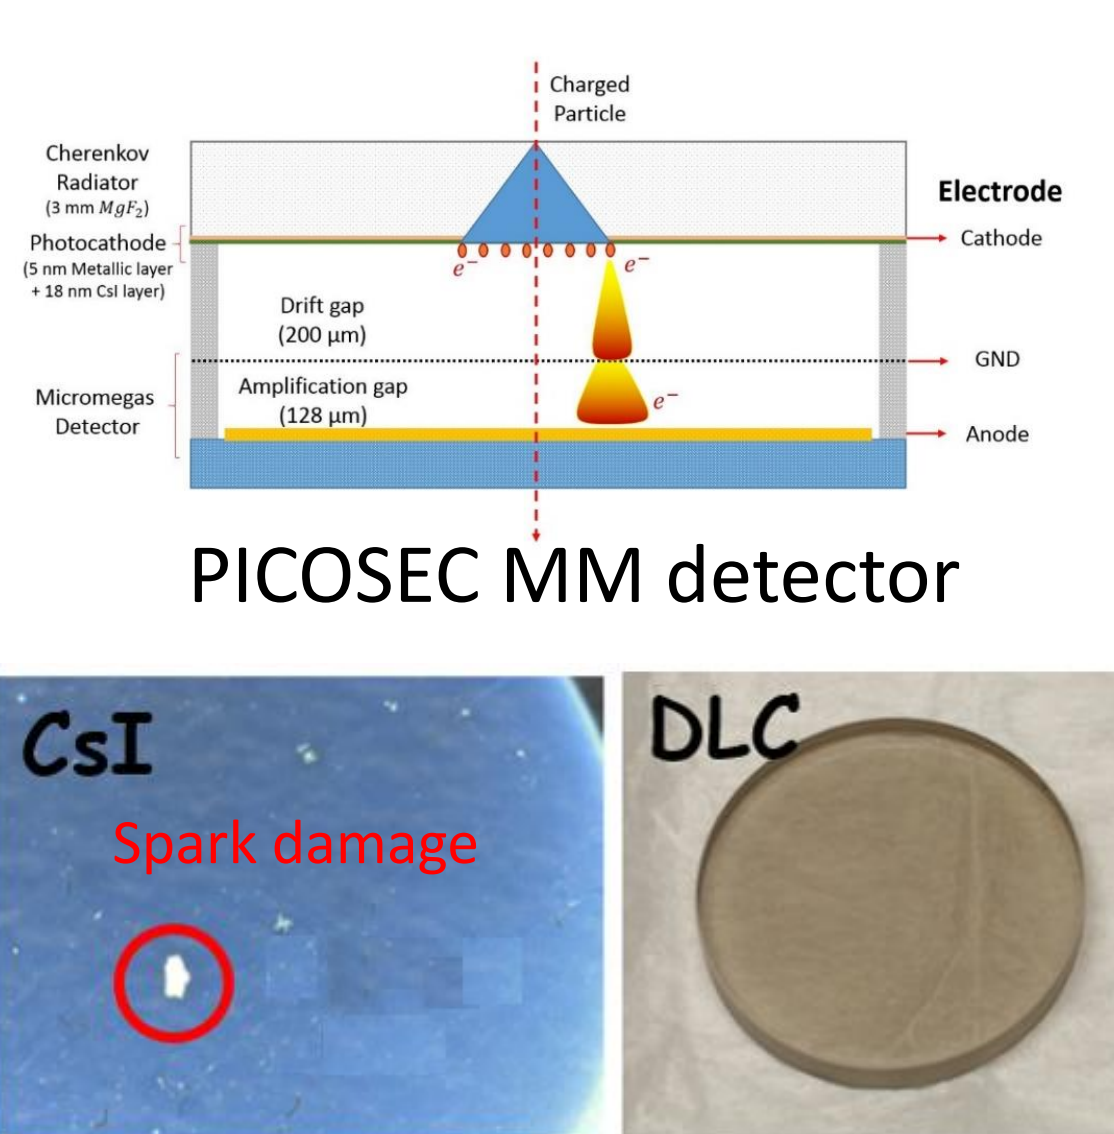 Charged
Particle
Cherenkov
Radiator
(3 mm MgF₂)
Electrode
Photocathode
(5 nm Metallic layer
+ 18 nm CsI layer)
Cathode
e⁻
e⁻
Drift gap
(200 µm)
GND
Micromegas
Detector
Amplification gap
(128 µm)
e⁻
Anode
PICOSEC MM detector
CsI
DLC
Spark damage